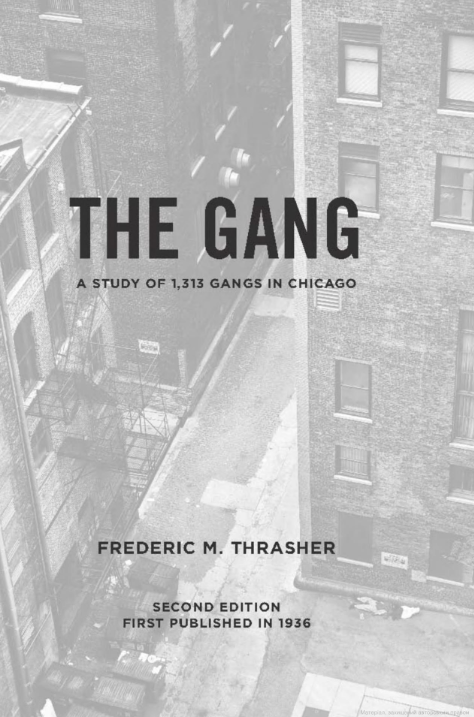 THE GANG
A STUDY OF 1,313 GANGS IN CHICAGO
FREDERIC M. THRASHER
SECOND EDITION
FIRST PUBLISHED IN 1936